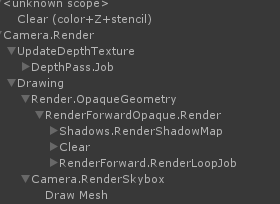 <unknown scope>
Clear (color+Z+stencil)
Camera.Render
UpdateDepthTexture
DepthPass.Job
Drawing
Render.OpaqueGeometry
RenderForwardOpaque.Render
Shadows.RenderShadowMap
Clear
RenderForward.RenderLoopJob
Camera.RenderSkybox
Draw Mesh